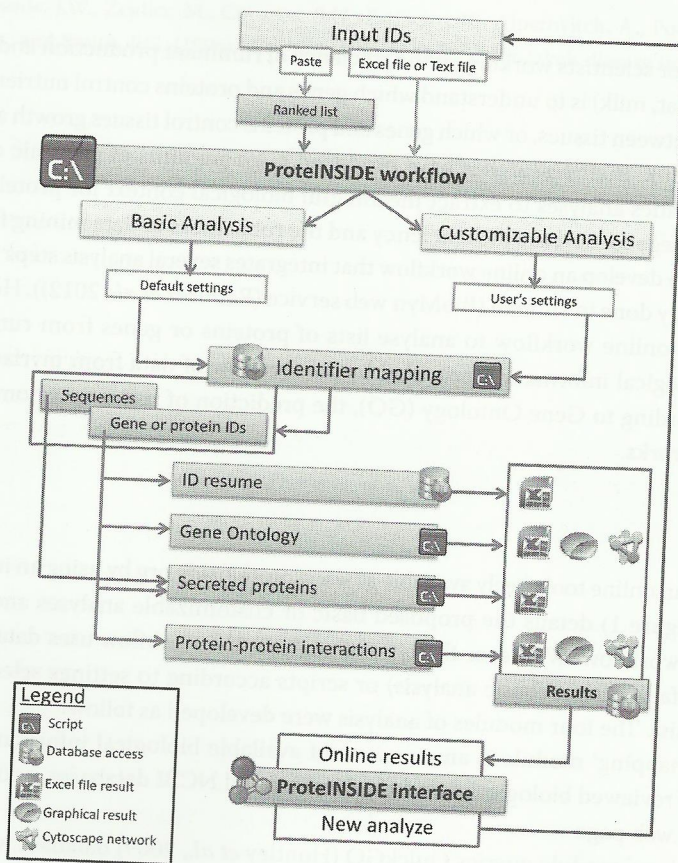 Input IDs
Paste
Excel file or Text file
Ranked list
C:\
ProteINSIDE workflow
Basic Analysis
Customizable Analysis
Default settings
User's settings
Identifier mapping
C:\
Sequences
Gene or protein IDs
ID resume
Gene Ontology
C:\
Secreted proteins
C:\
Protein-protein interactions
C:\
Results
Legend
C:\
Script
Database access
Excel file result
Graphical result
Cytoscape network
Online results
ProteINSIDE interface
New analyze